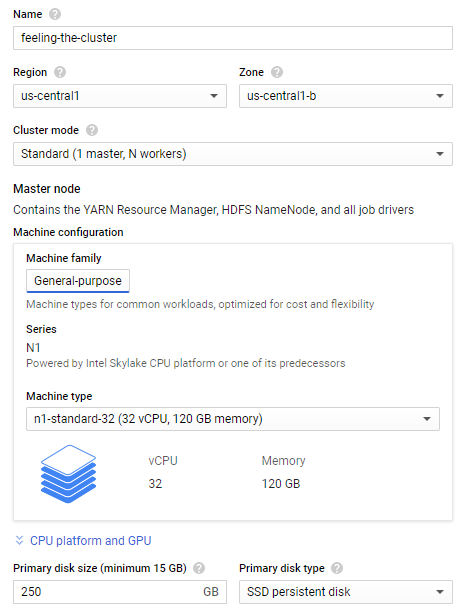 Name ?
feeling-the-cluster
Region ? Zone ?
us-central1 us-central1-b
Cluster mode ?
Standard (1 master, N workers)
Master node
Contains the YARN Resource Manager, HDFS NameNode, and all job drivers
Machine configuration
Machine family
General-purpose
Machine types for common workloads, optimized for cost and flexibility
Series
N1
Powered by Intel Skylake CPU platform or one of its predecessors
Machine type
n1-standard-32 (32 vCPU, 120 GB memory)
vCPU Memory
32 120 GB
CPU platform and GPU
Primary disk size (minimum 15 GB) ? Primary disk type ?
250 GB SSD persistent disk